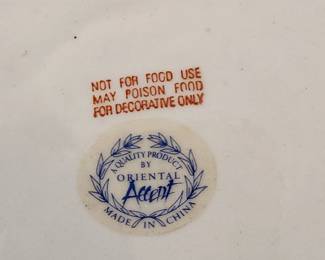 NOT FOR FOOD USE
MAY POISON FOOD
FOR DECORATIVE ONLY
A QUALITY PRODUCT
BY
ORIENTAL
Accent
MADE IN CHINA